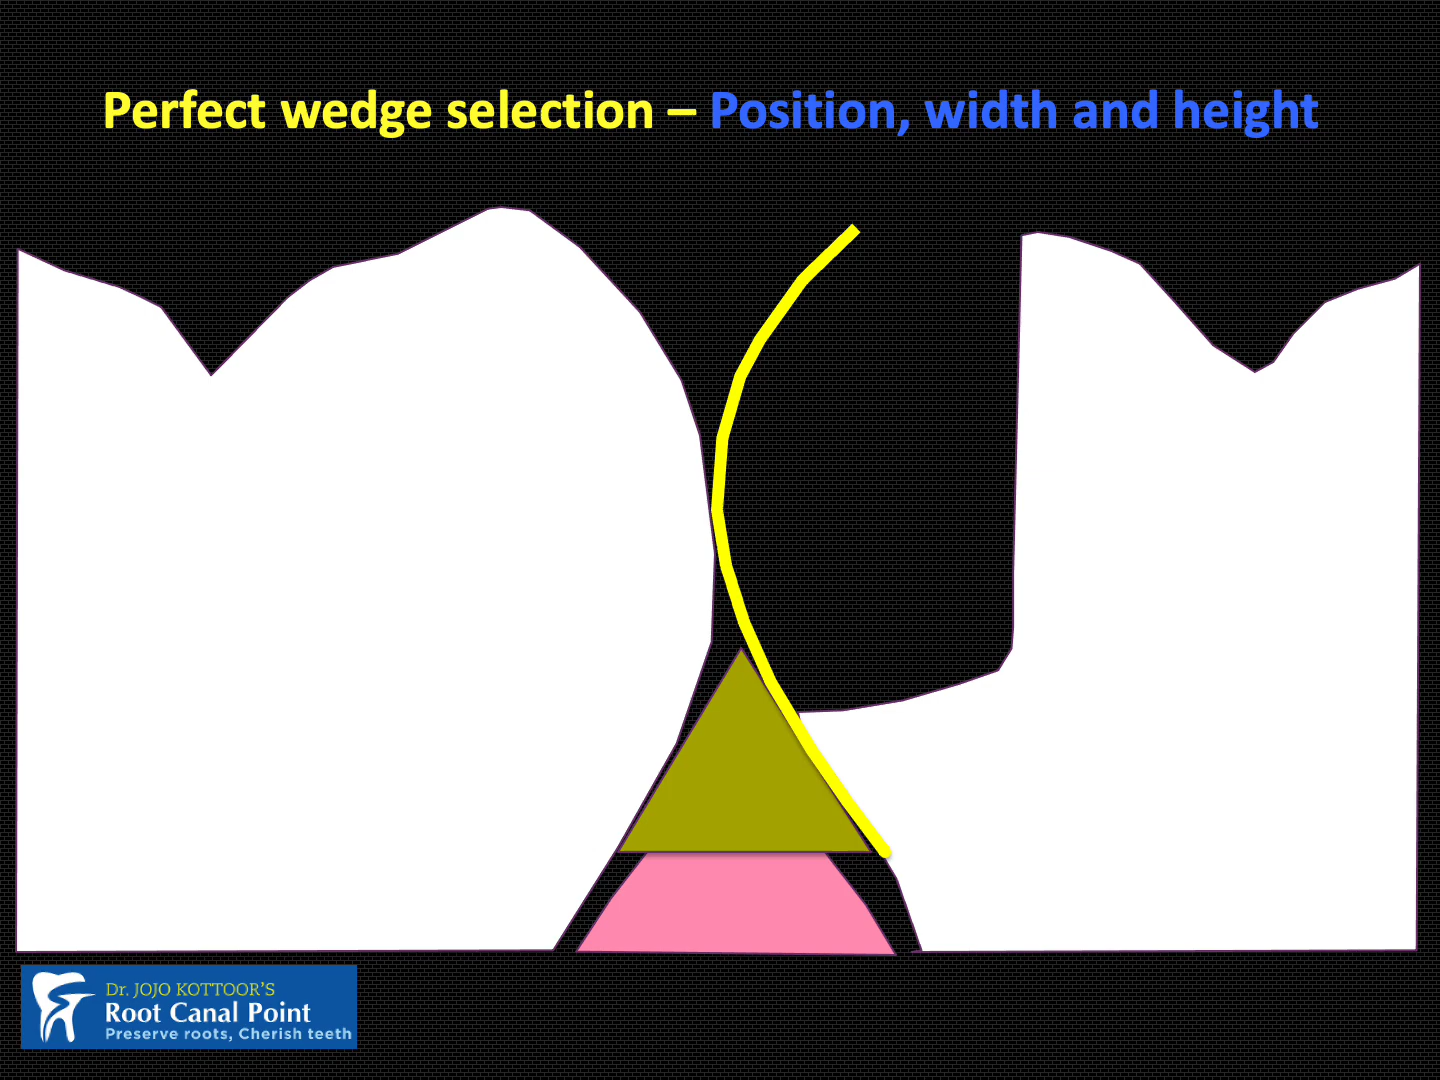 Perfect wedge selection – Position, width and height
Dr. JOJO KOTTOOR'S
Root Canal Point
Preserve roots, Cherish teeth